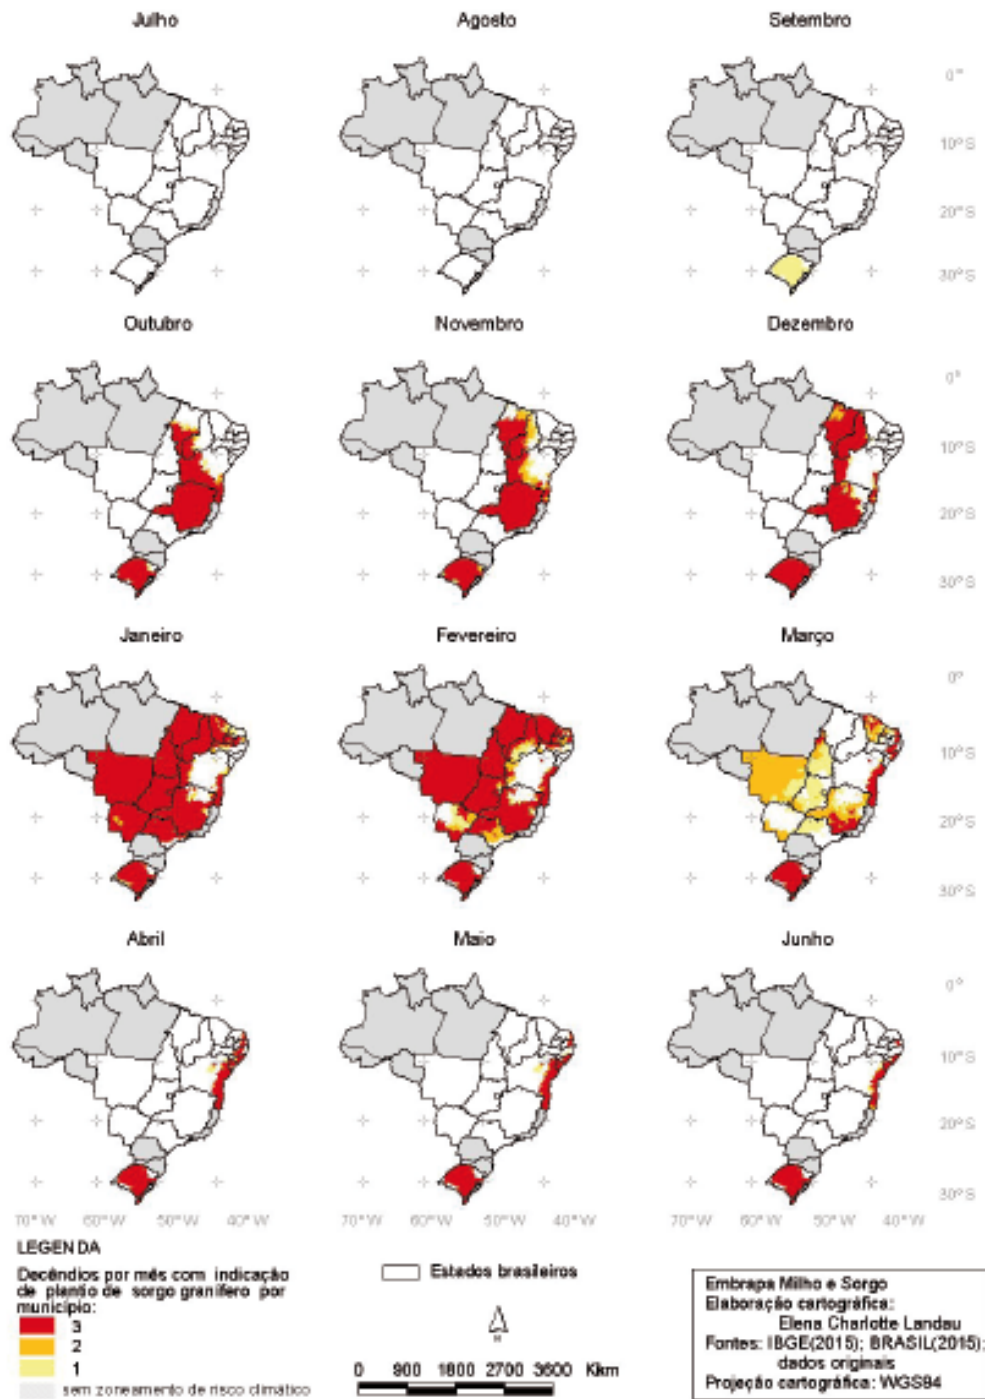 Julho
Agosto
Setembro
0°
10°S
20°S
30°S
Outubro
Novembro
Dezembro
0°
10°S
20°S
30°S
Janeiro
Fevereiro
Março
0°
10°S
20°S
30°S
Abril
Maio
Junho
0°
10°S
20°S
30°S
70°W 60°W 50°W 40°W 70°W 60°W 50°W 40°W 70°W 60°W 50°W 40°W
LEGENDA
Decêndios por mês com indicação
de plantio de sorgo granífero por
município:
3
2
1
sem zoneamento de risco climático
Estados brasileiros
N
0 900 1800 2700 3600 Km
Embrapa Milho e Sorgo
Elaboração cartográfica:
Elena Charlotte Landau
Fontes: IBGE(2015); BRASIL(2015);
dados originais
Projeção cartográfica: WGS84